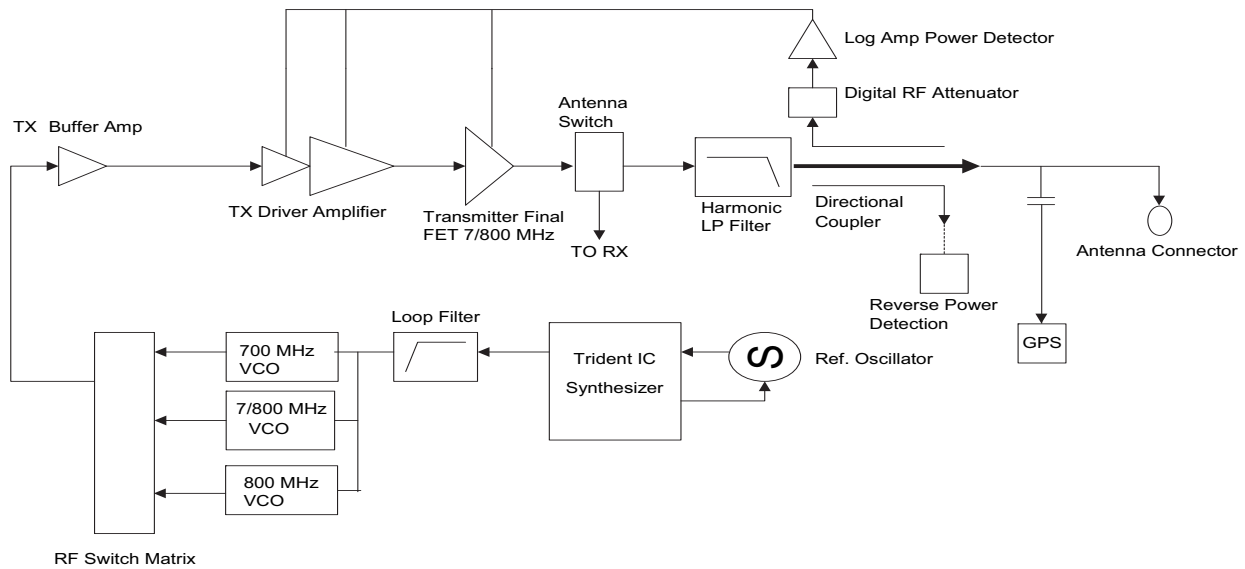 Log Amp Power Detector
Digital RF Attenuator
Antenna
Switch
TX Buffer Amp
TX Driver Amplifier
Transmitter Final
FET 7/800 MHz
TO RX
Harmonic
LP Filter
Directional
Coupler
Antenna Connector
Reverse Power
Detection
GPS
Loop Filter
Trident IC
Synthesizer
Ref. Oscillator
700 MHz
VCO
7/800 MHz
VCO
800 MHz
VCO
RF Switch Matrix